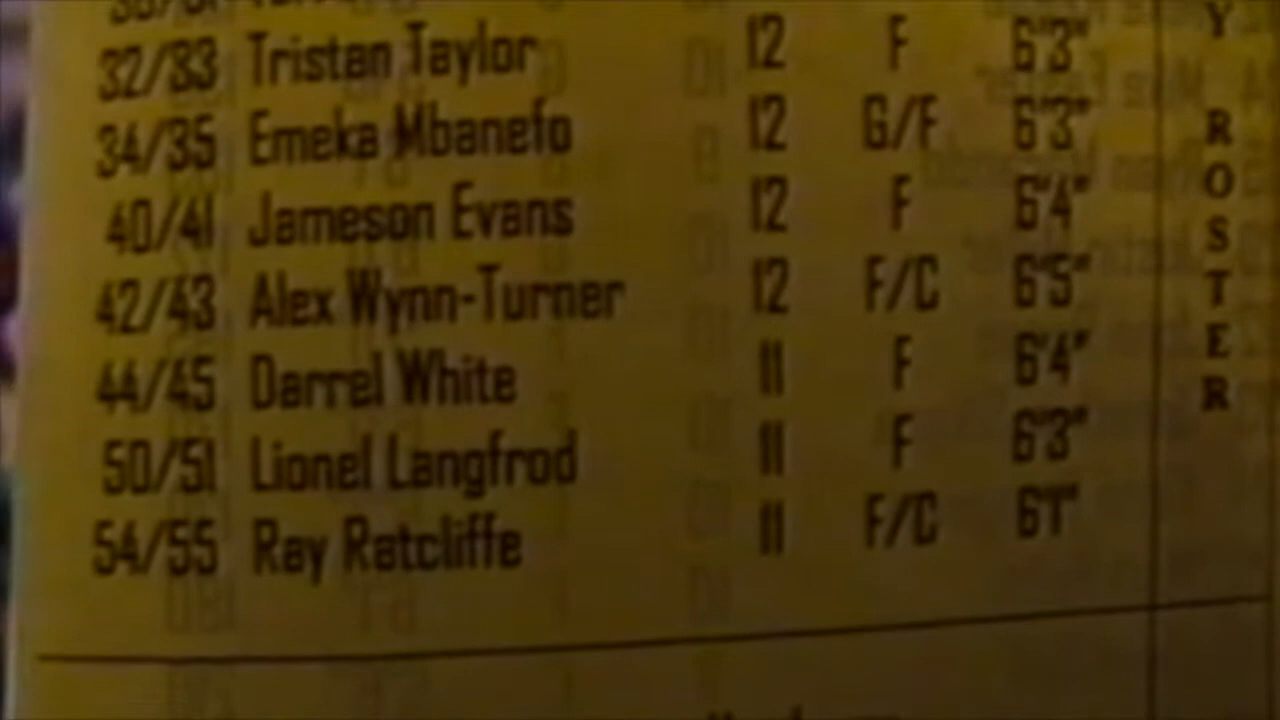 32/33 Tristan Taylor 12 F 6'3"
34/35 Emeka Mbanefo 12 G/F 6'3"
40/41 Jameson Evans 12 F 6'4"
42/43 Alex Wynn-Turner 12 F/C 6'5"
44/45 Darrel White 11 F 6'4"
50/51 Lionel Langfrod 11 F 6'3"
54/55 Ray Ratcliffe 11 F/C 6'1"
Y ROSTER